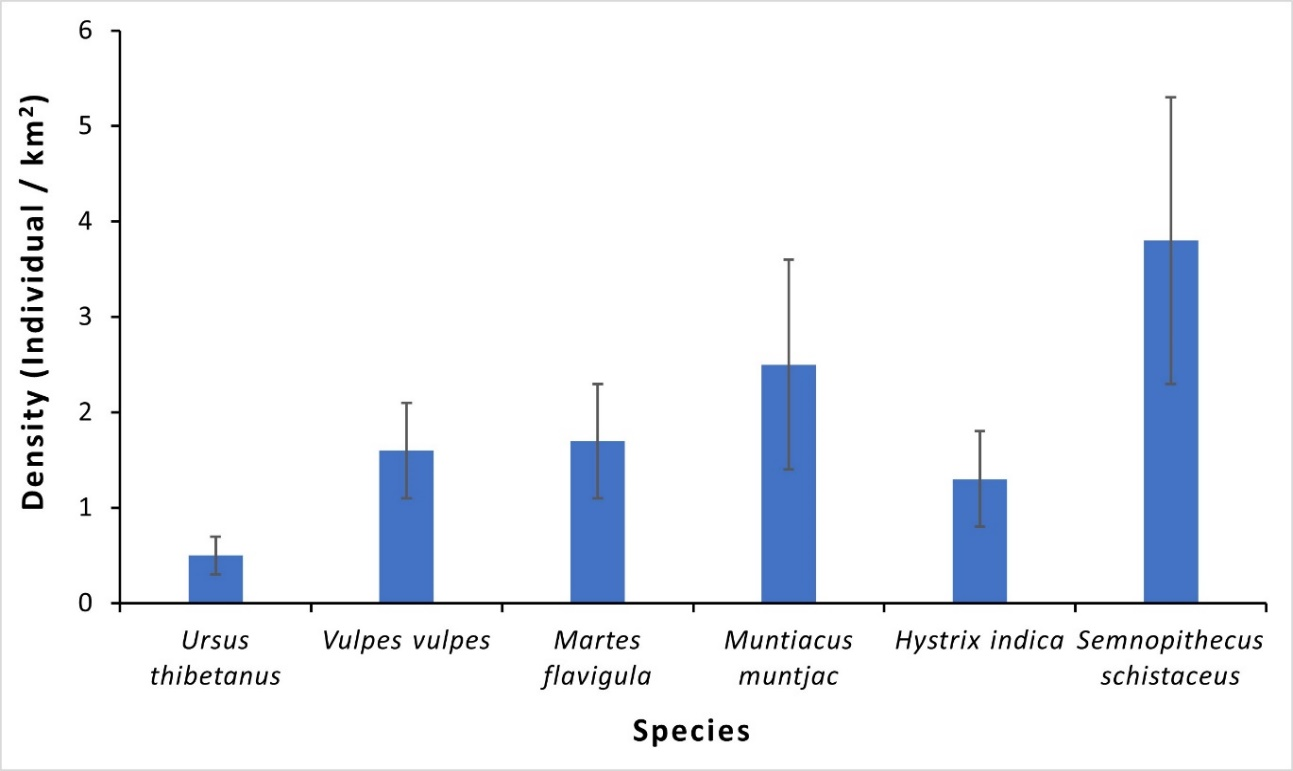 6
5
4
3
2
1
0
Density (Individual / km²)
Ursus thibetanus
Vulpes vulpes
Martes flavigula
Muntiacus muntjac
Hystrix indica
Semnopithecus schistaceus
Species